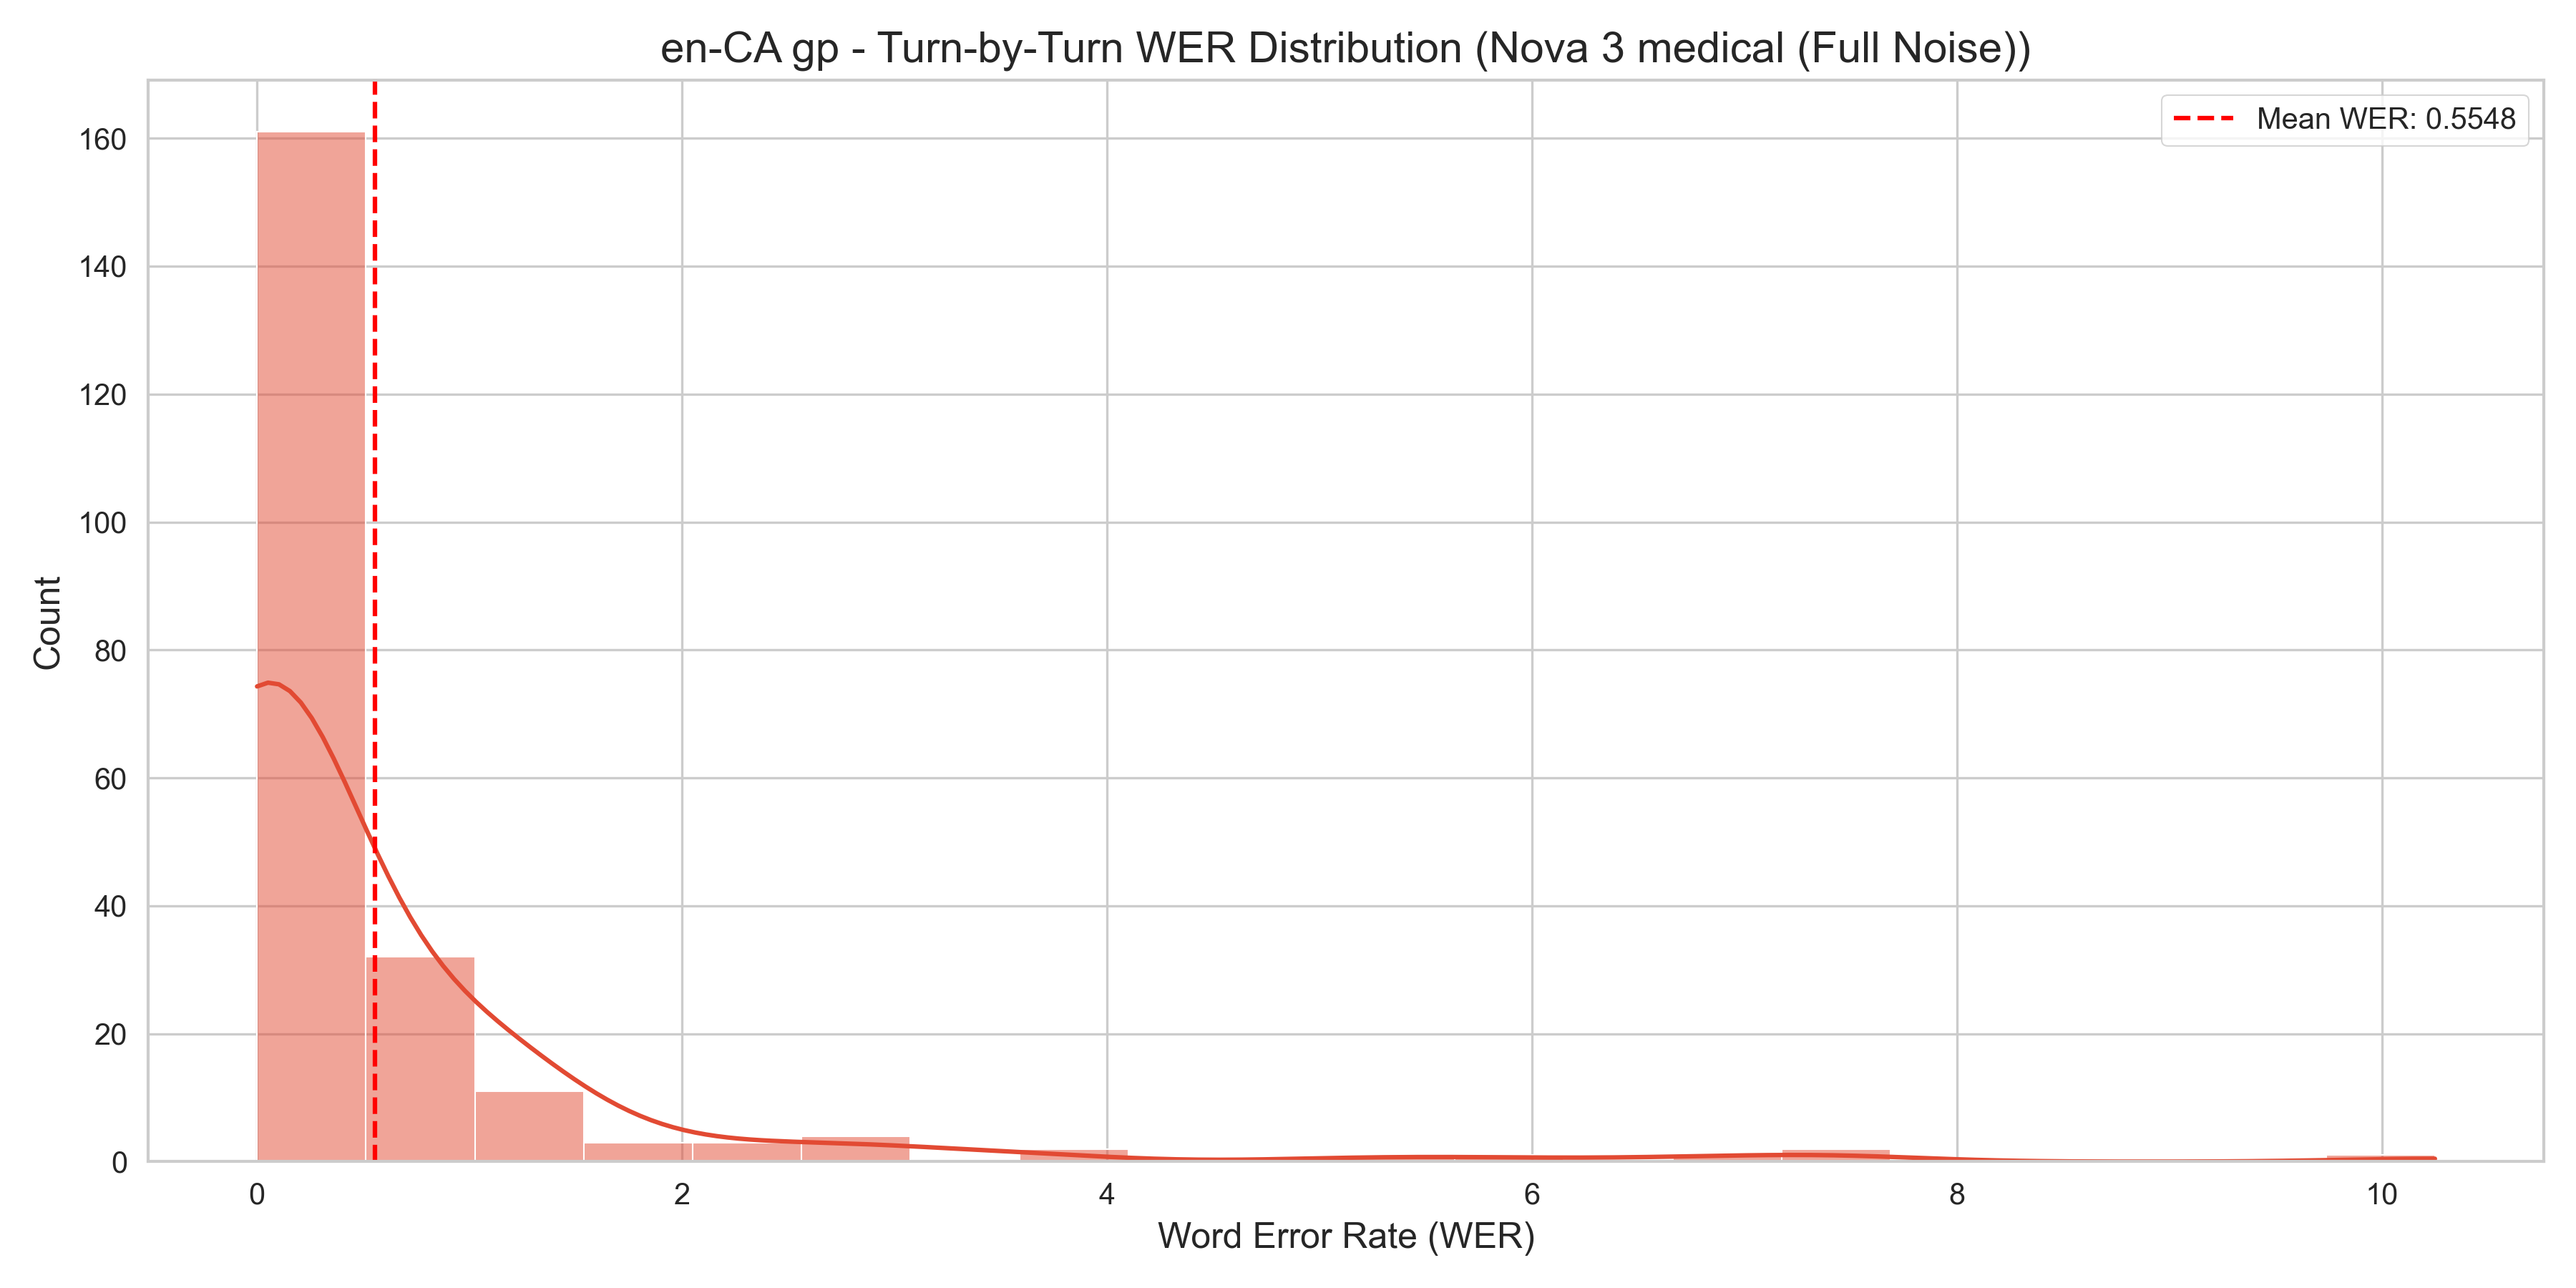 en-CA gp - Turn-by-Turn WER Distribution (Nova 3 medical (Full Noise))
Mean WER: 0.5548
160
140
120
100
80
60
40
20
0
Count
0 2 4 6 8 10
Word Error Rate (WER)